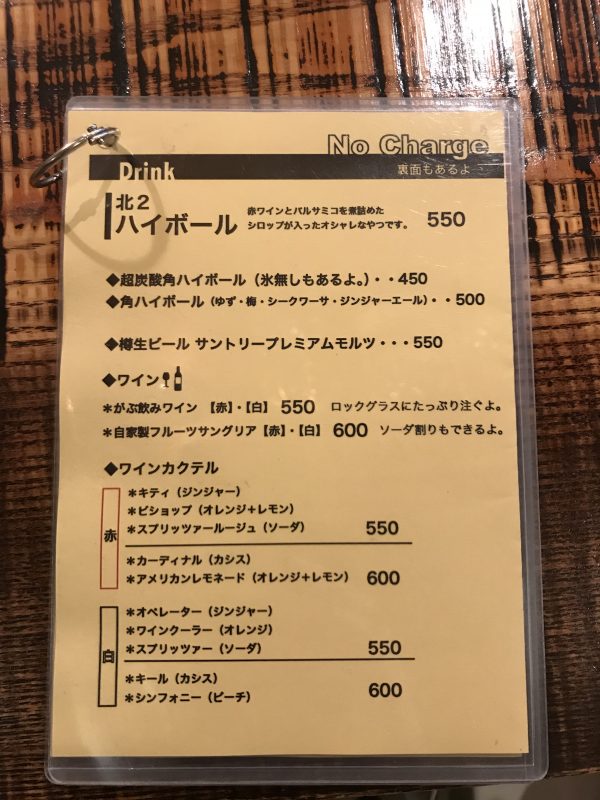 No Charge
Drink
裏面もあるよ
北2
ハイボール
赤ワインとバルサミコを煮詰めた
シロップが入ったオシャレなやつです。
550
◆超炭酸角ハイボール（氷無しもあるよ。）・・450
◆角ハイボール（ゆず・梅・シークワーサ・ジンジャーエール）・・500
◆樽生ビール サントリープレミアムモルツ・・・550
◆ワイン
＊がぶ飲みワイン 【赤】・【白】 550 ロックグラスにたっぷり注ぐよ。
＊自家製フルーツサングリア【赤】・【白】 600 ソーダ割りもできるよ。
◆ワインカクテル
赤
＊キティ（ジンジャー）
＊ビショップ（オレンジ＋レモン）
＊スプリッツァールージュ（ソーダ） 550
＊カーディナル（カシス）
＊アメリカンレモネード（オレンジ＋レモン） 600
白
＊オペレーター（ジンジャー）
＊ワインクーラー（オレンジ）
＊スプリッツァー（ソーダ） 550
＊キール（カシス）
＊シンフォニー（ピーチ） 600